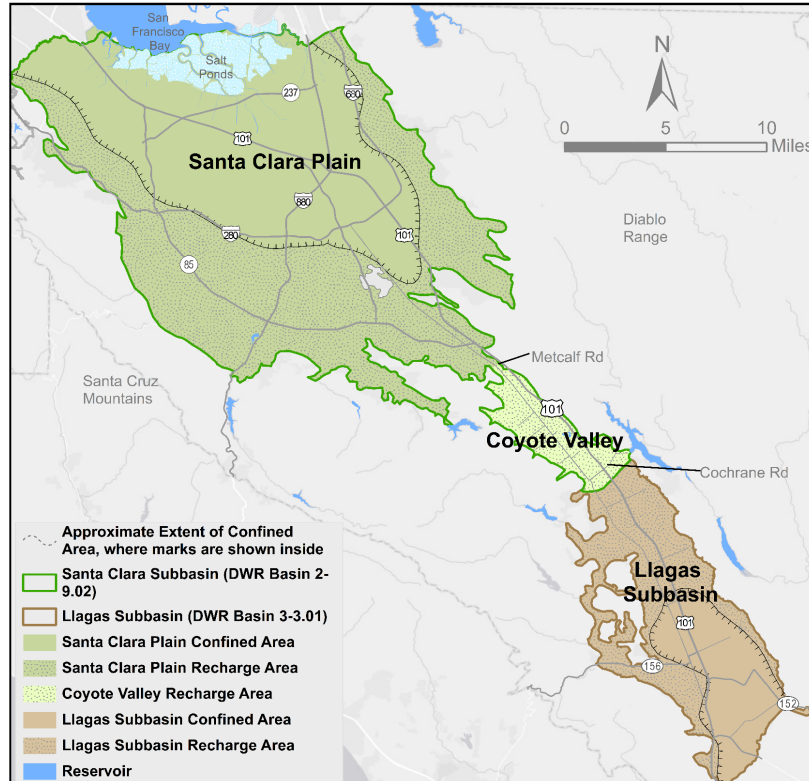 San
Francisco
Bay
Salt
Ponds
N
0 5 10
Miles
237
680
101
Santa Clara Plain
880
280
101
85
Diablo
Range
Metcalf Rd
Santa Cruz
Mountains
101
Coyote Valley
Cochrane Rd
Llagas
Subbasin
101
156
152
Approximate Extent of Confined
Area, where marks are shown inside
Santa Clara Subbasin (DWR Basin 2-
9.02)
Llagas Subbasin (DWR Basin 3-3.01)
Santa Clara Plain Confined Area
Santa Clara Plain Recharge Area
Coyote Valley Recharge Area
Llagas Subbasin Confined Area
Llagas Subbasin Recharge Area
Reservoir